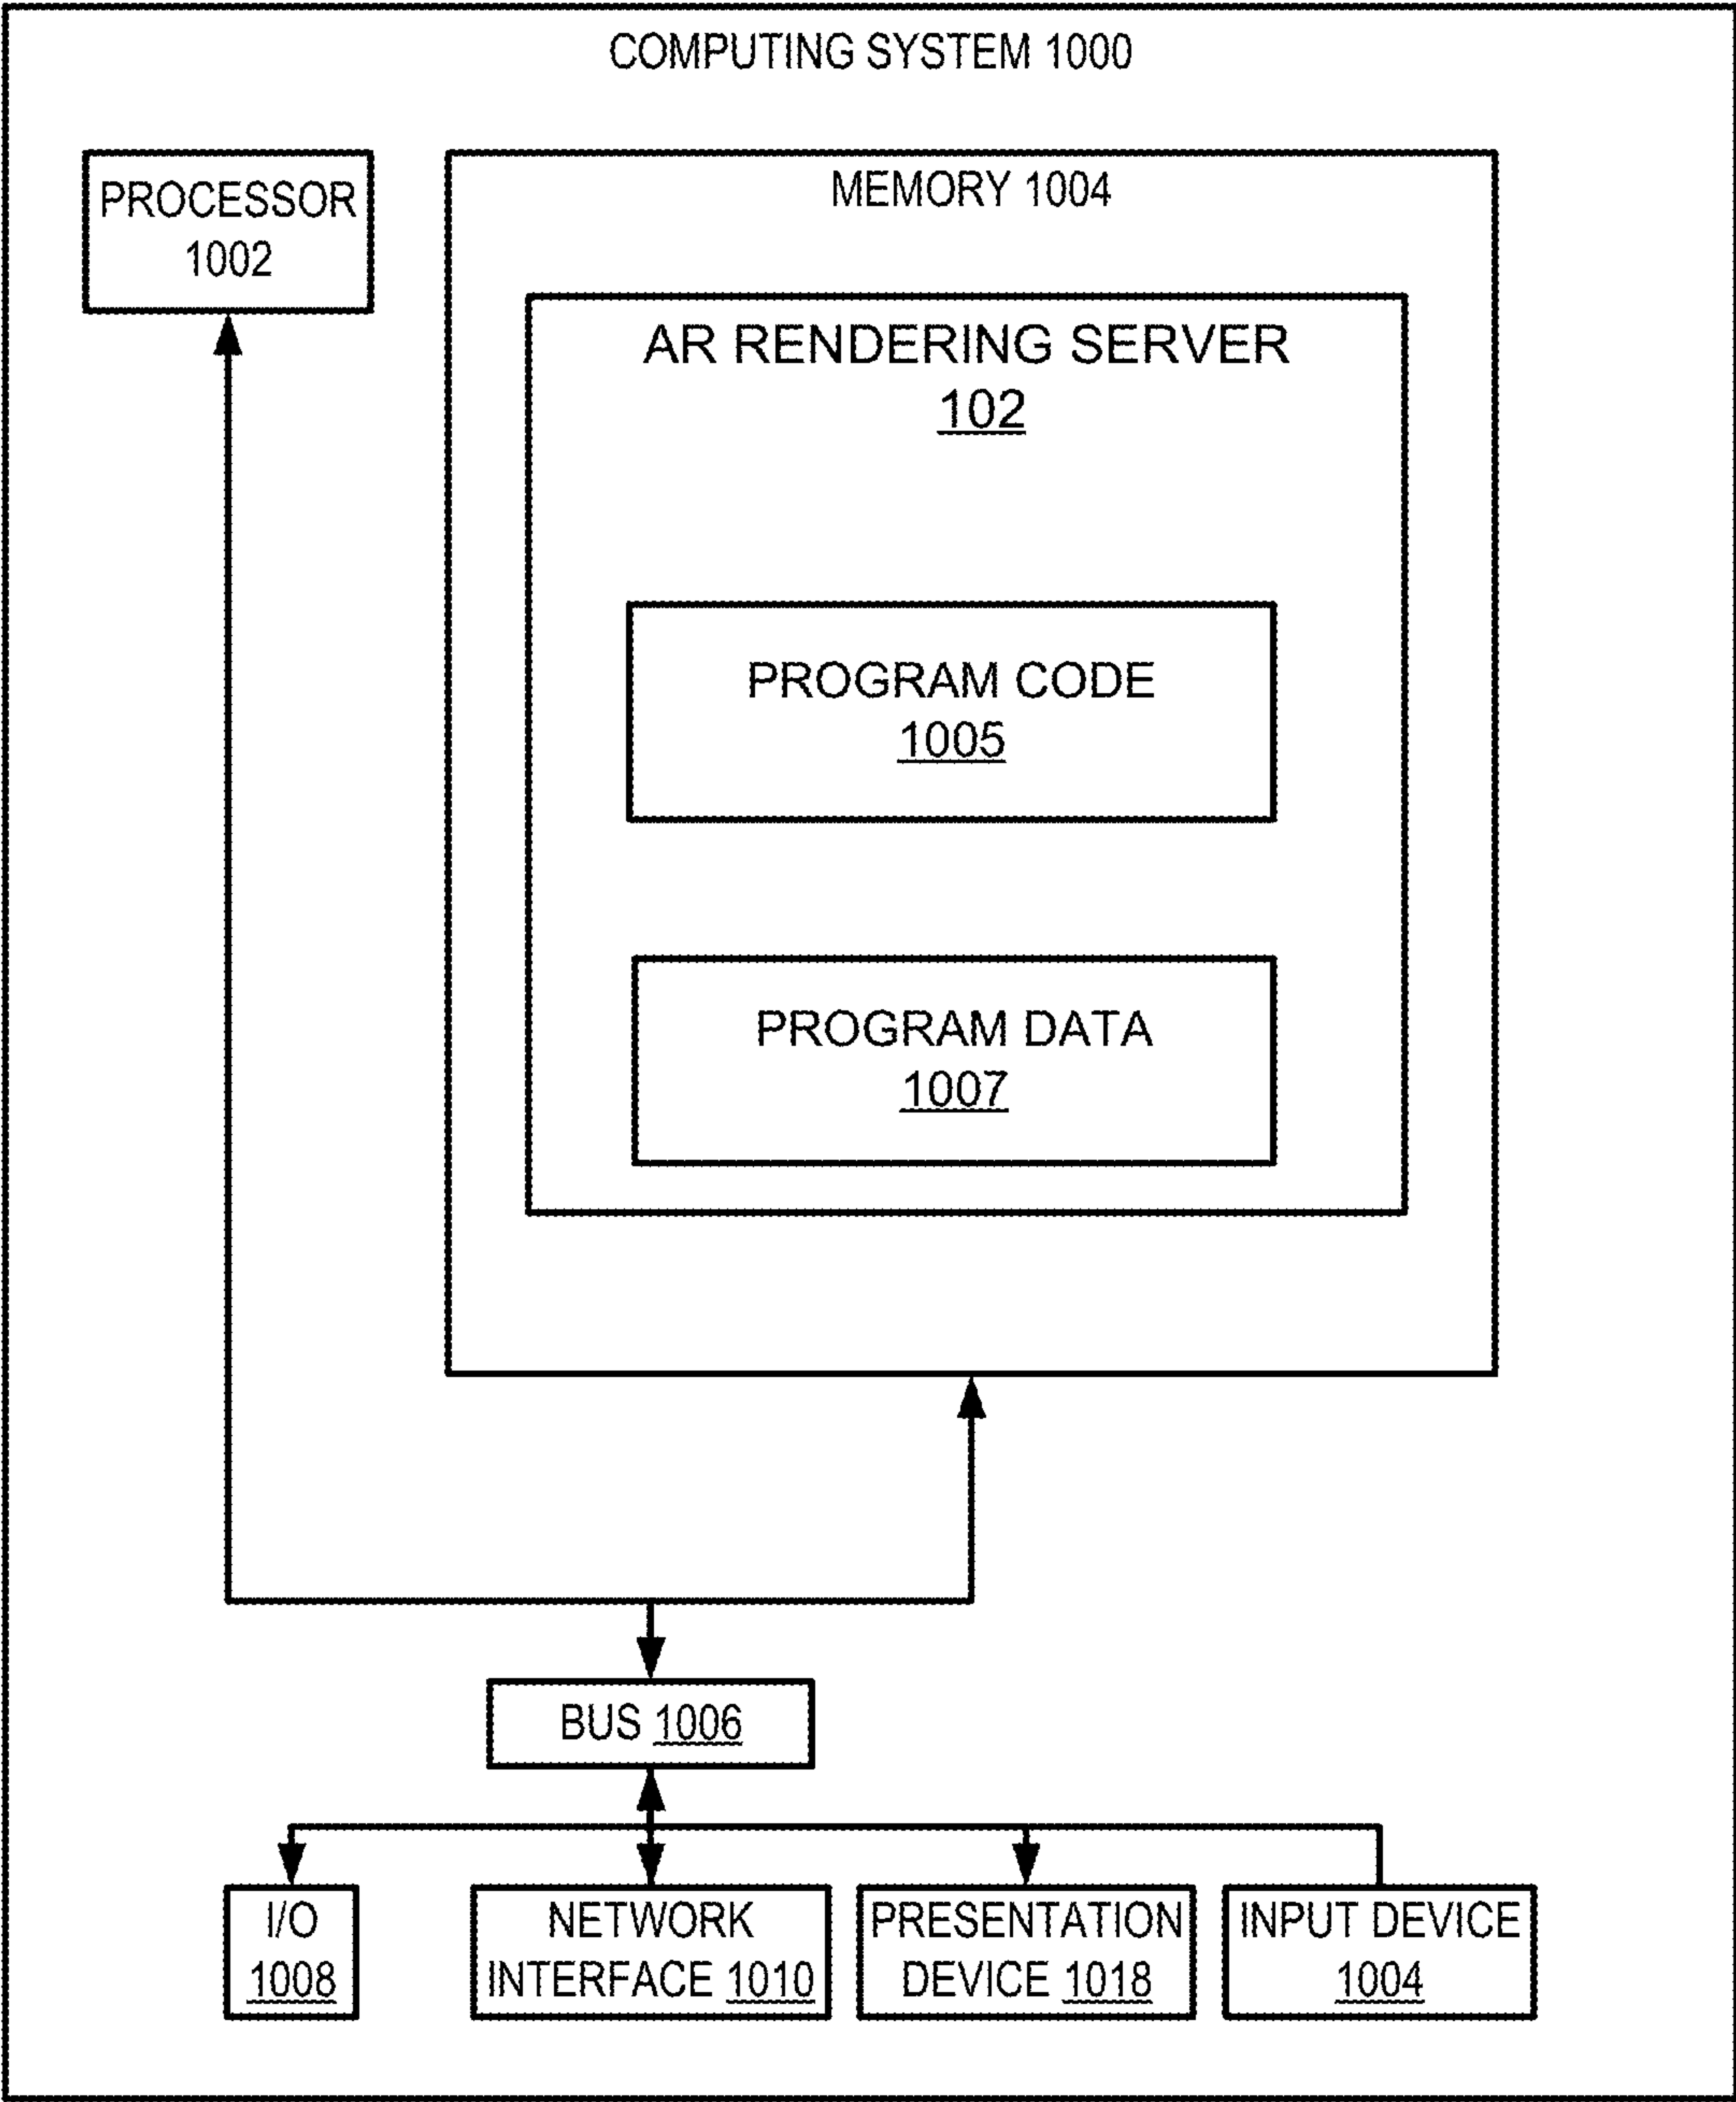 COMPUTING SYSTEM 1000
PROCESSOR
1002
MEMORY 1004
AR RENDERING SERVER
102
PROGRAM CODE
1005
PROGRAM DATA
1007
BUS 1006
I/O
1008
NETWORK
INTERFACE 1010
PRESENTATION
DEVICE 1018
INPUT DEVICE
1004